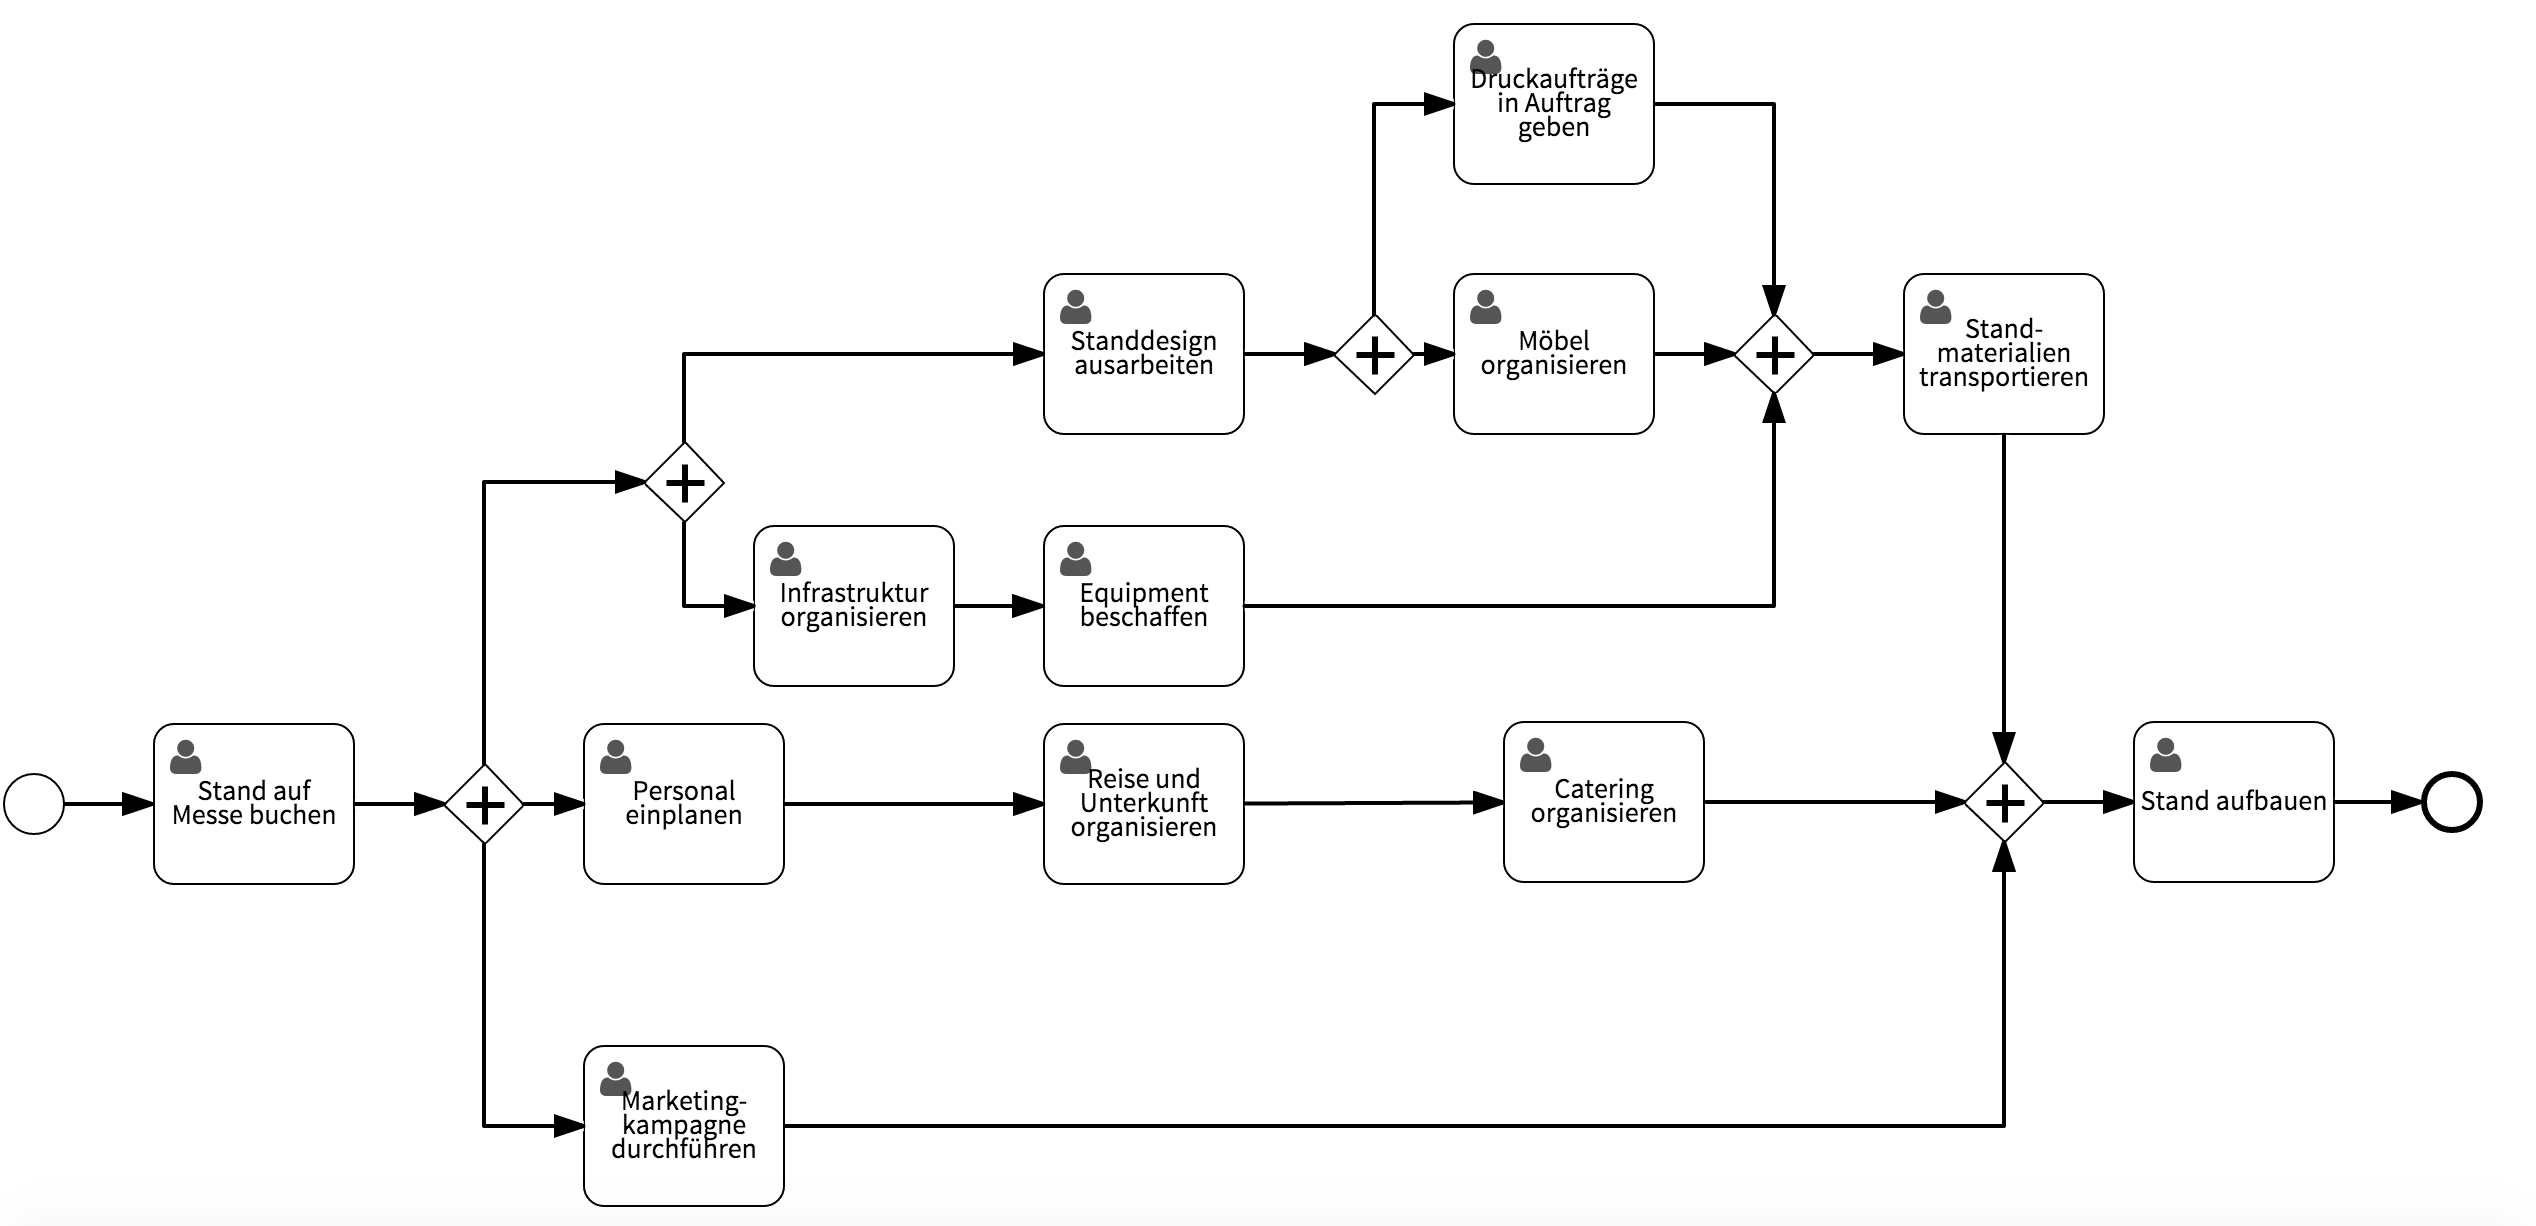 Druckaufträge
in Auftrag
geben
Standdesign
ausarbeiten
Möbel
organisieren
Stand-
materialien
transportieren
Infrastruktur
organisieren
Equipment
beschaffen
Stand auf
Messe buchen
Personal
einplanen
Reise und
Unterkunft
organisieren
Catering
organisieren
Stand aufbauen
Marketing-
kampagne
durchführen